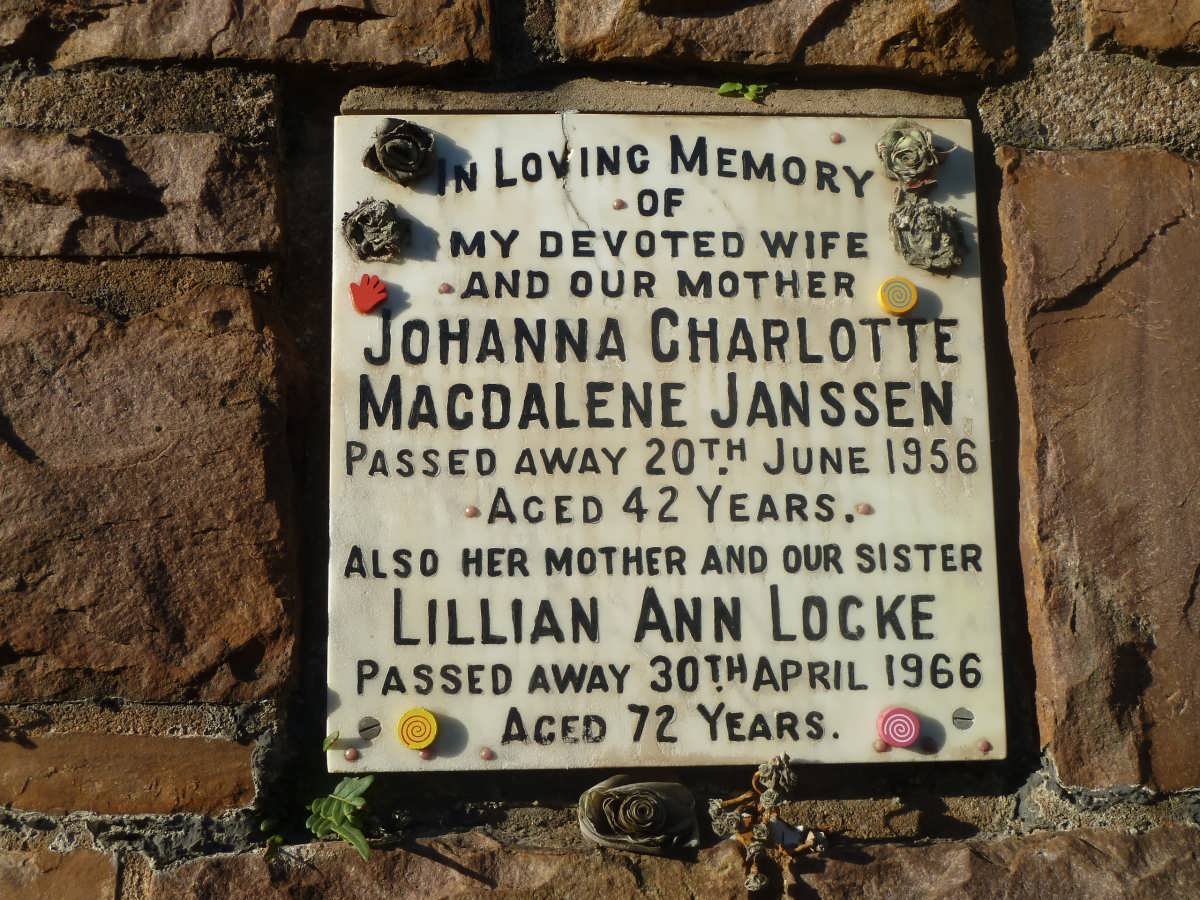 IN LOVING MEMORY
OF
MY DEVOTED WIFE
AND OUR MOTHER
JOHANNA CHARLOTTE
MAGDALENE JANSSEN
PASSED AWAY 20TH JUNE 1956
AGED 42 YEARS.
ALSO HER MOTHER AND OUR SISTER
LILLIAN ANN LOCKE
PASSED AWAY 30TH APRIL 1966
AGED 72 YEARS.